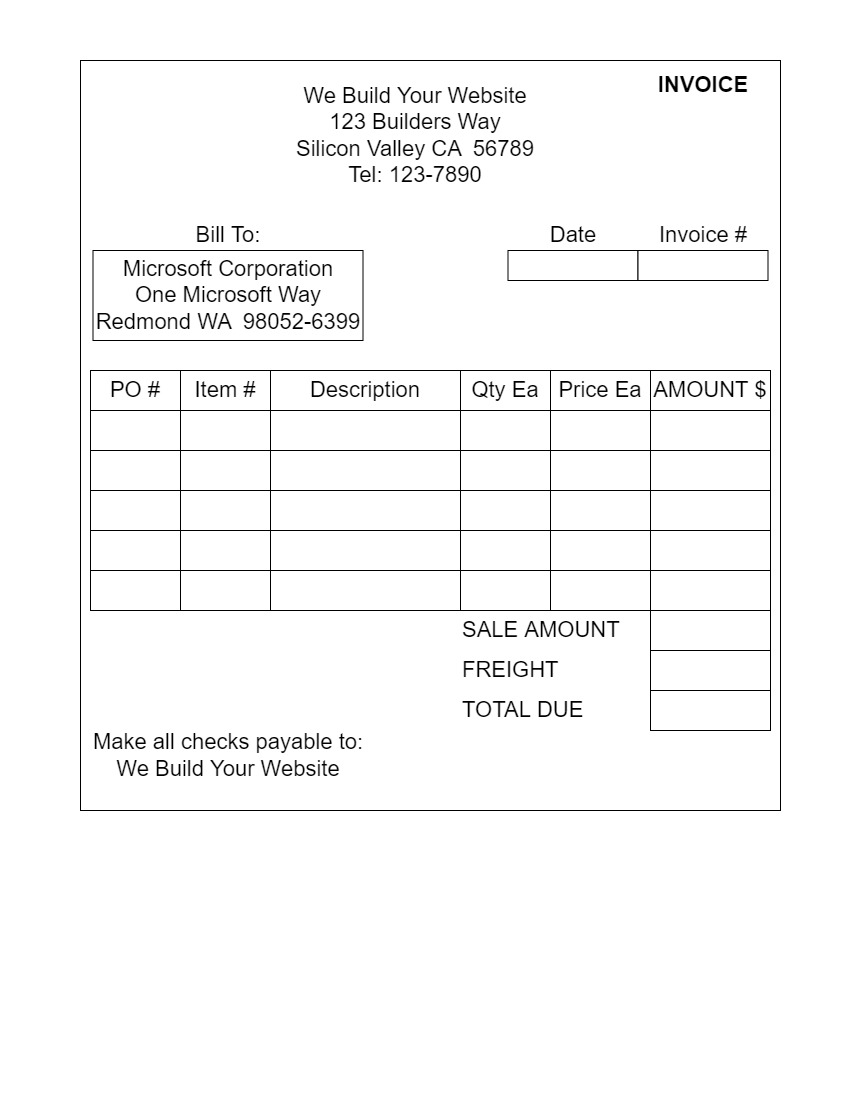 INVOICE
We Build Your Website
123 Builders Way
Silicon Valley CA  56789
Tel: 123-7890
Bill To:
Date Invoice #
Microsoft Corporation
One Microsoft Way
Redmond WA  98052-6399
PO # Item # Description Qty Ea Price Ea AMOUNT $
SALE AMOUNT
FREIGHT
TOTAL DUE
Make all checks payable to:
We Build Your Website